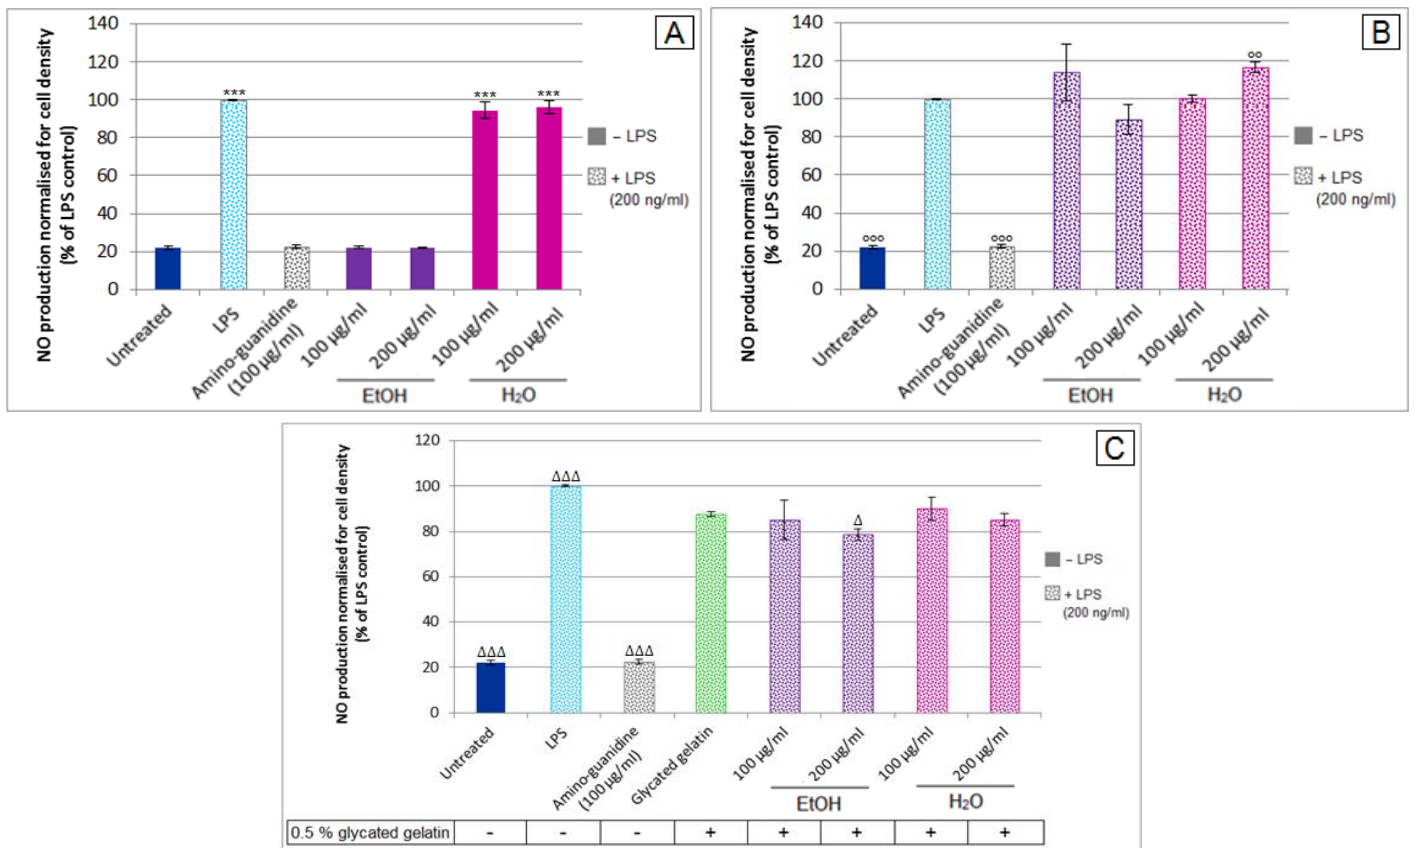 NO production normalised for cell density
(% of LPS control)
140
120
100
80
60
40
20
0
***
***
***
A
– LPS
+ LPS
(200 ng/ml)
Untreated
LPS
Amino-guanidine
(100 µg/ml)
100 µg/ml
200 µg/ml
100 µg/ml
200 µg/ml
EtOH
H₂O
NO production normalised for cell density
(% of LPS control)
140
120
100
80
60
40
20
0
°°°
°°°
°°
B
– LPS
+ LPS
(200 ng/ml)
Untreated
LPS
Amino-guanidine
(100 µg/ml)
100 µg/ml
200 µg/ml
100 µg/ml
200 µg/ml
EtOH
H₂O
NO production normalised for cell density
(% of LPS control)
120
100
80
60
40
20
0
ΔΔΔ
ΔΔΔ
ΔΔΔ
Δ
C
– LPS
+ LPS
(200 ng/ml)
Untreated
LPS
Amino-guanidine
(100 µg/ml)
Glycated gelatin
100 µg/ml
200 µg/ml
100 µg/ml
200 µg/ml
EtOH
H₂O
0.5 % glycated gelatin - - - + + + + +